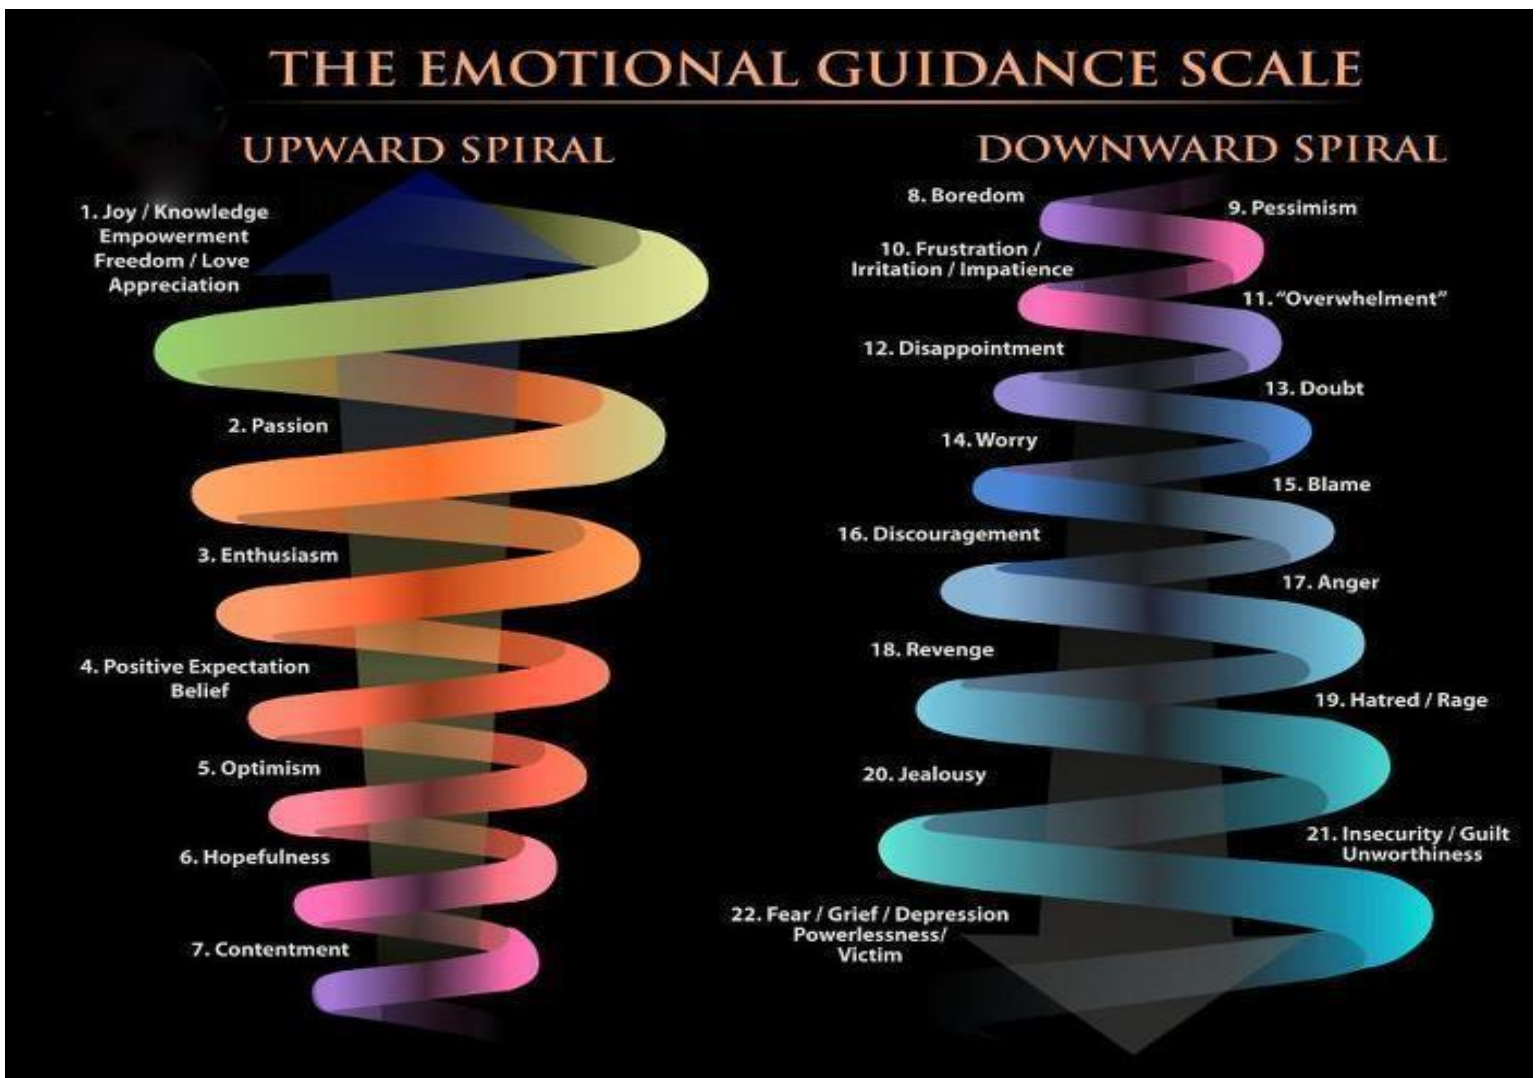 THE EMOTIONAL GUIDANCE SCALE
UPWARD SPIRAL
1. Joy / Knowledge
Empowerment
Freedom / Love
Appreciation
2. Passion
3. Enthusiasm
4. Positive Expectation
Belief
5. Optimism
6. Hopefulness
7. Contentment
DOWNWARD SPIRAL
8. Boredom
9. Pessimism
10. Frustration /
Irritation / Impatience
11. “Overwhelment”
12. Disappointment
13. Doubt
14. Worry
15. Blame
16. Discouragement
17. Anger
18. Revenge
19. Hatred / Rage
20. Jealousy
21. Insecurity / Guilt
Unworthiness
22. Fear / Grief / Depression
Powerlessness/
Victim